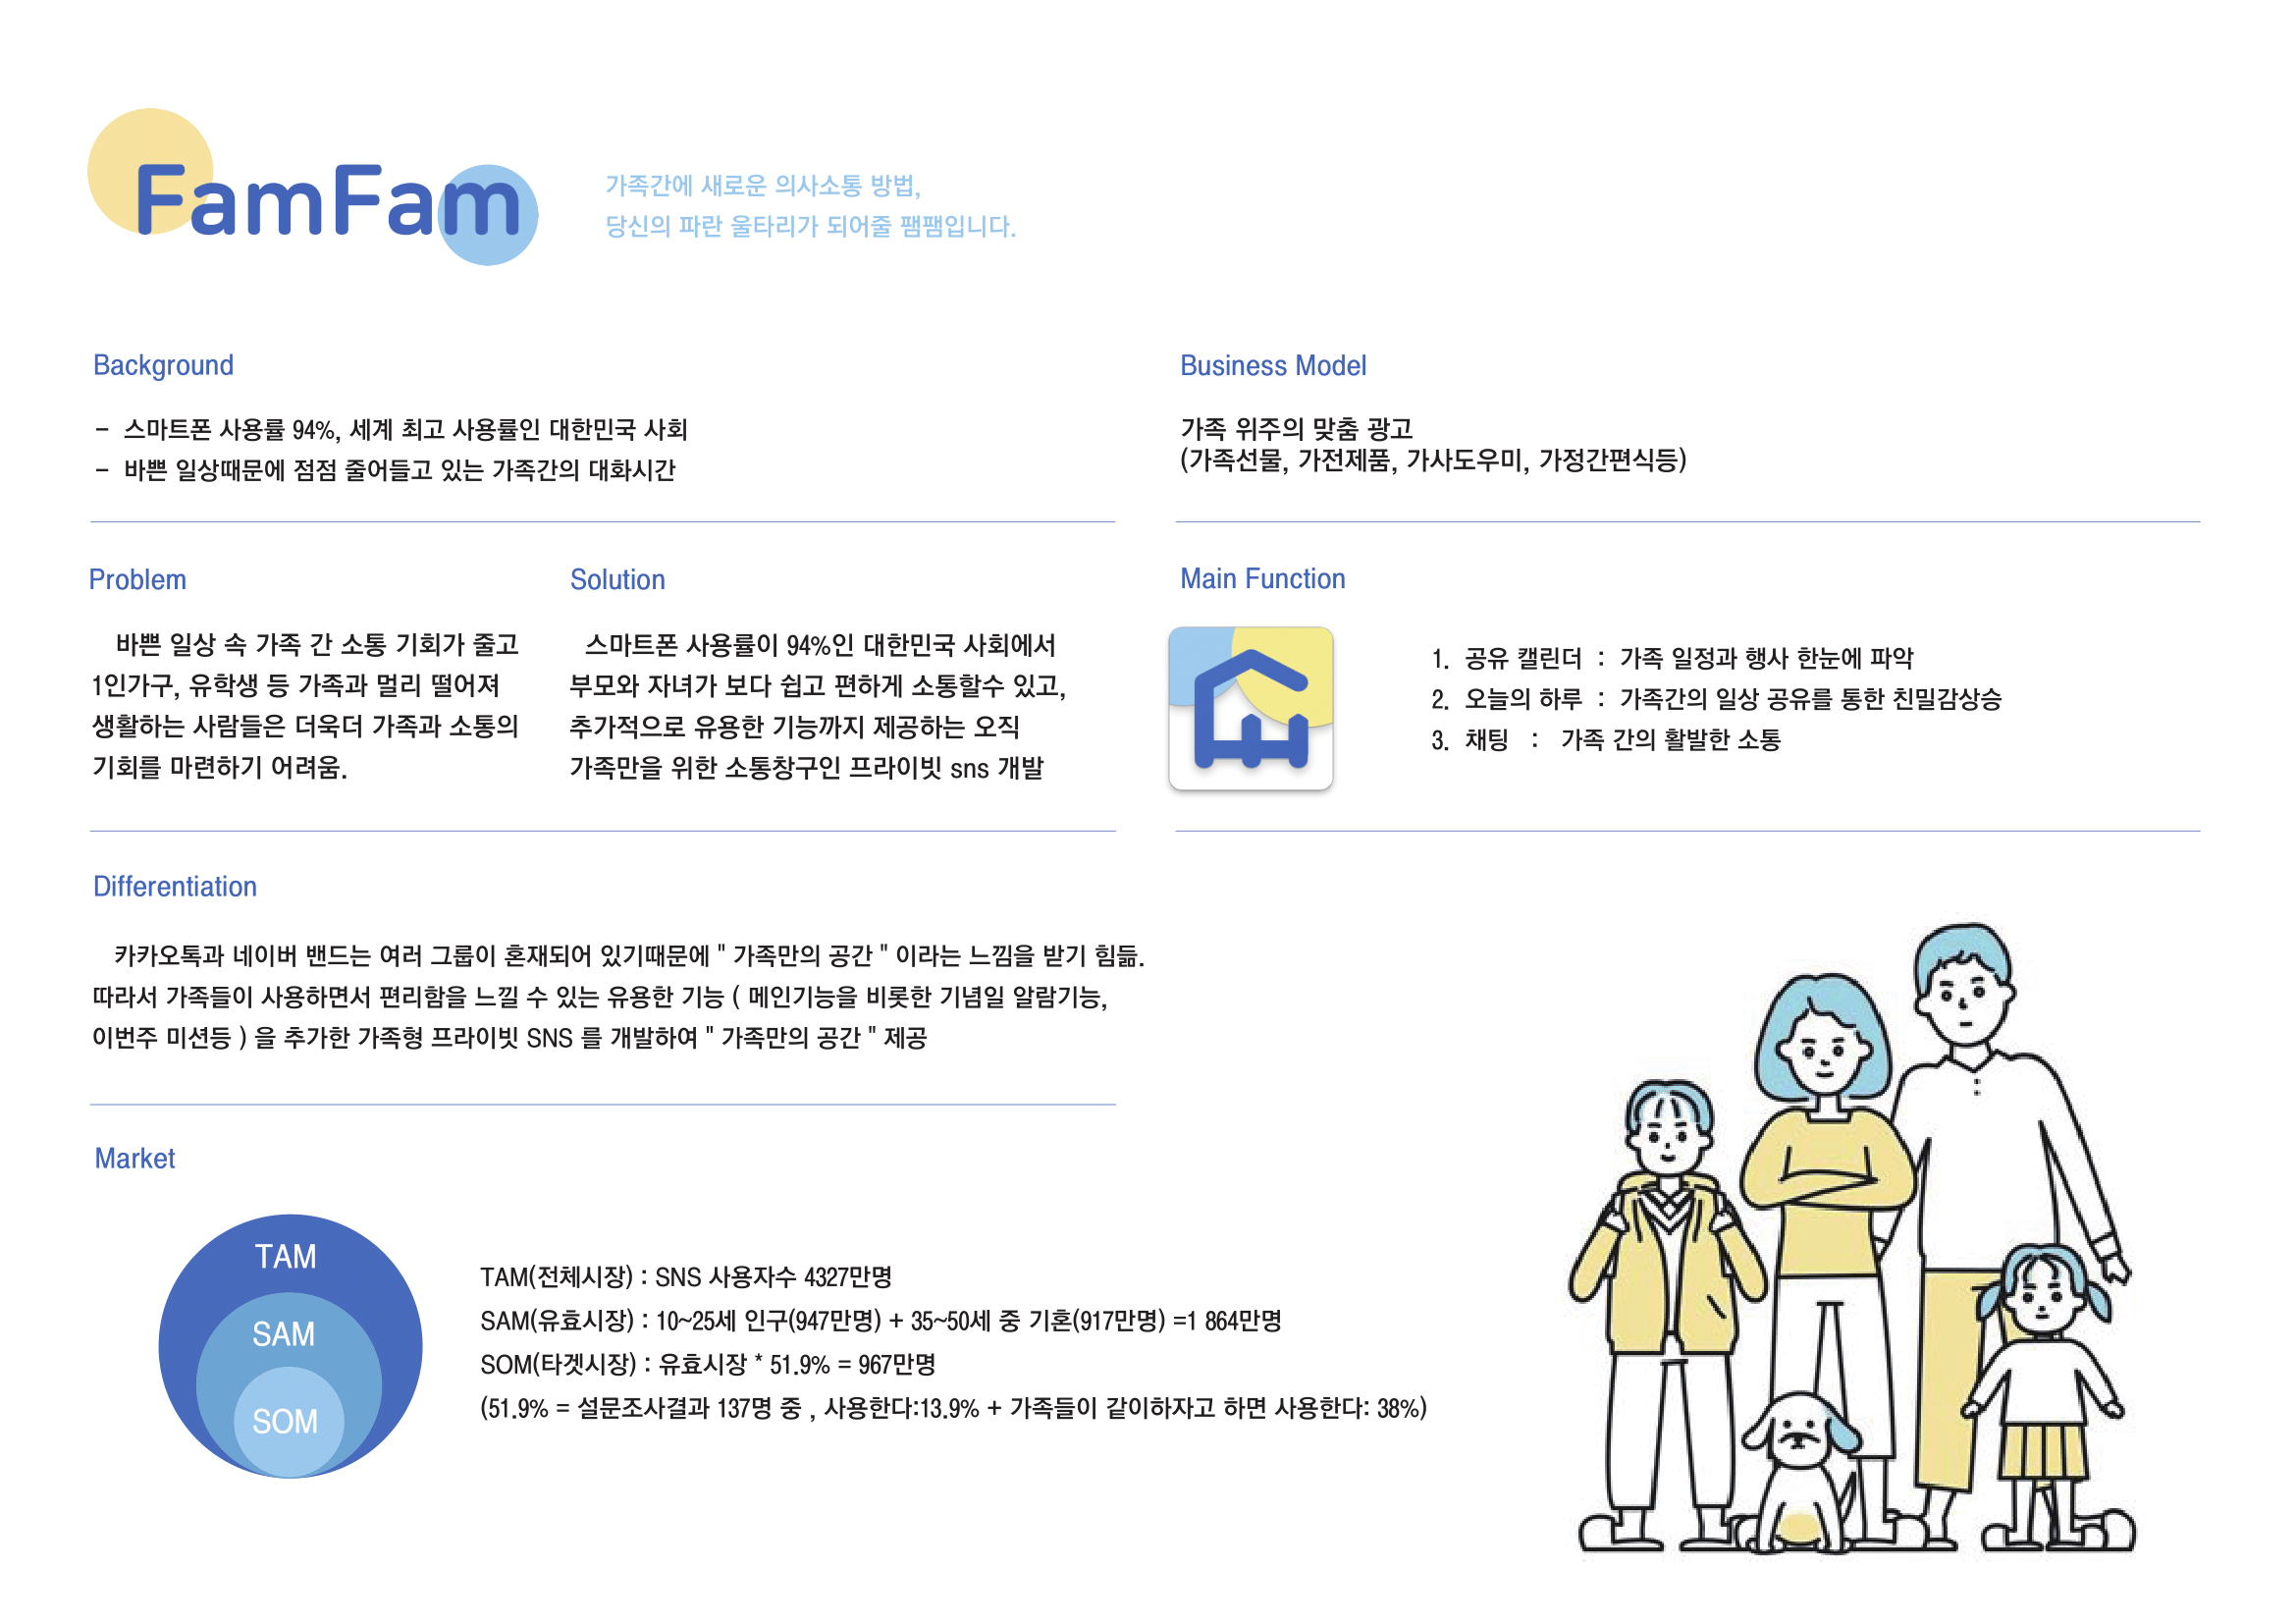 FamFam
가족간에 새로운 의사소통 방법,
당신의 파란 울타리가 되어줄 팸팸입니다.
Background
- 스마트폰 사용률 94%, 세계 최고 사용률인 대한민국 사회
- 바쁜 일상때문에 점점 줄어들고 있는 가족간의 대화시간
Problem
바쁜 일상 속 가족 간 소통 기회가 줄고
1인가구, 유학생 등 가족과 멀리 떨어져
생활하는 사람들은 더욱더 가족과 소통의
기회를 마련하기 어려움.
Solution
스마트폰 사용률이 94%인 대한민국 사회에서
부모와 자녀가 보다 쉽고 편하게 소통할수 있고,
추가적으로 유용한 기능까지 제공하는 오직
가족만을 위한 소통창구인 프라이빗 sns 개발
Differentiation
카카오톡과 네이버 밴드는 여러 그룹이 혼재되어 있기때문에 " 가족만의 공간 " 이라는 느낌을 받기 힘듦.
따라서 가족들이 사용하면서 편리함을 느낄 수 있는 유용한 기능 ( 메인기능을 비롯한 기념일 알람기능,
이번주 미션등 ) 을 추가한 가족형 프라이빗 SNS 를 개발하여 " 가족만의 공간 " 제공
Market
TAM
SAM
SOM
TAM(전체시장) : SNS 사용자수 4327만명
SAM(유효시장) : 10~25세 인구(947만명) + 35~50세 중 기혼(917만명) =1 864만명
SOM(타겟시장) : 유효시장 * 51.9% = 967만명
(51.9% = 설문조사결과 137명 중 , 사용한다:13.9% + 가족들이 같이하자고 하면 사용한다: 38%)
Business Model
가족 위주의 맞춤 광고
(가족선물, 가전제품, 가사도우미, 가정간편식등)
Main Function
1. 공유 캘린더 : 가족 일정과 행사 한눈에 파악
2. 오늘의 하루 : 가족간의 일상 공유를 통한 친밀감상승
3. 채팅 : 가족 간의 활발한 소통